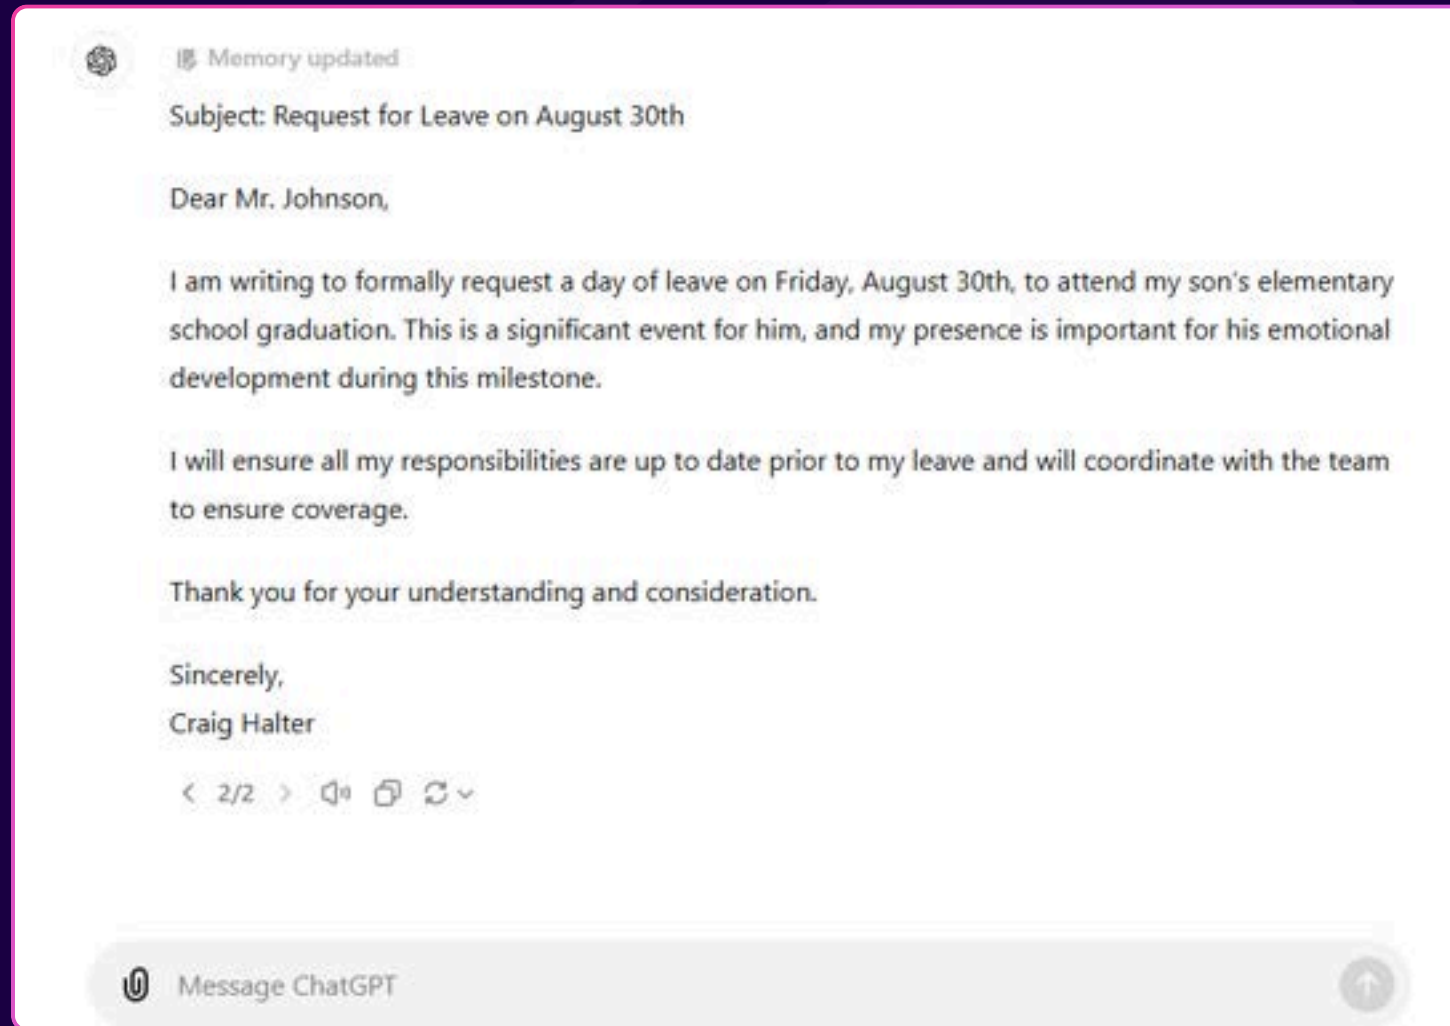 Memory updated
Subject: Request for Leave on August 30th
Dear Mr. Johnson,
I am writing to formally request a day of leave on Friday, August 30th, to attend my son's elementary
school graduation. This is a significant event for him, and my presence is important for his emotional
development during this milestone.
I will ensure all my responsibilities are up to date prior to my leave and will coordinate with the team
to ensure coverage.
Thank you for your understanding and consideration.
Sincerely,
Craig Halter
2/2
Message ChatGPT